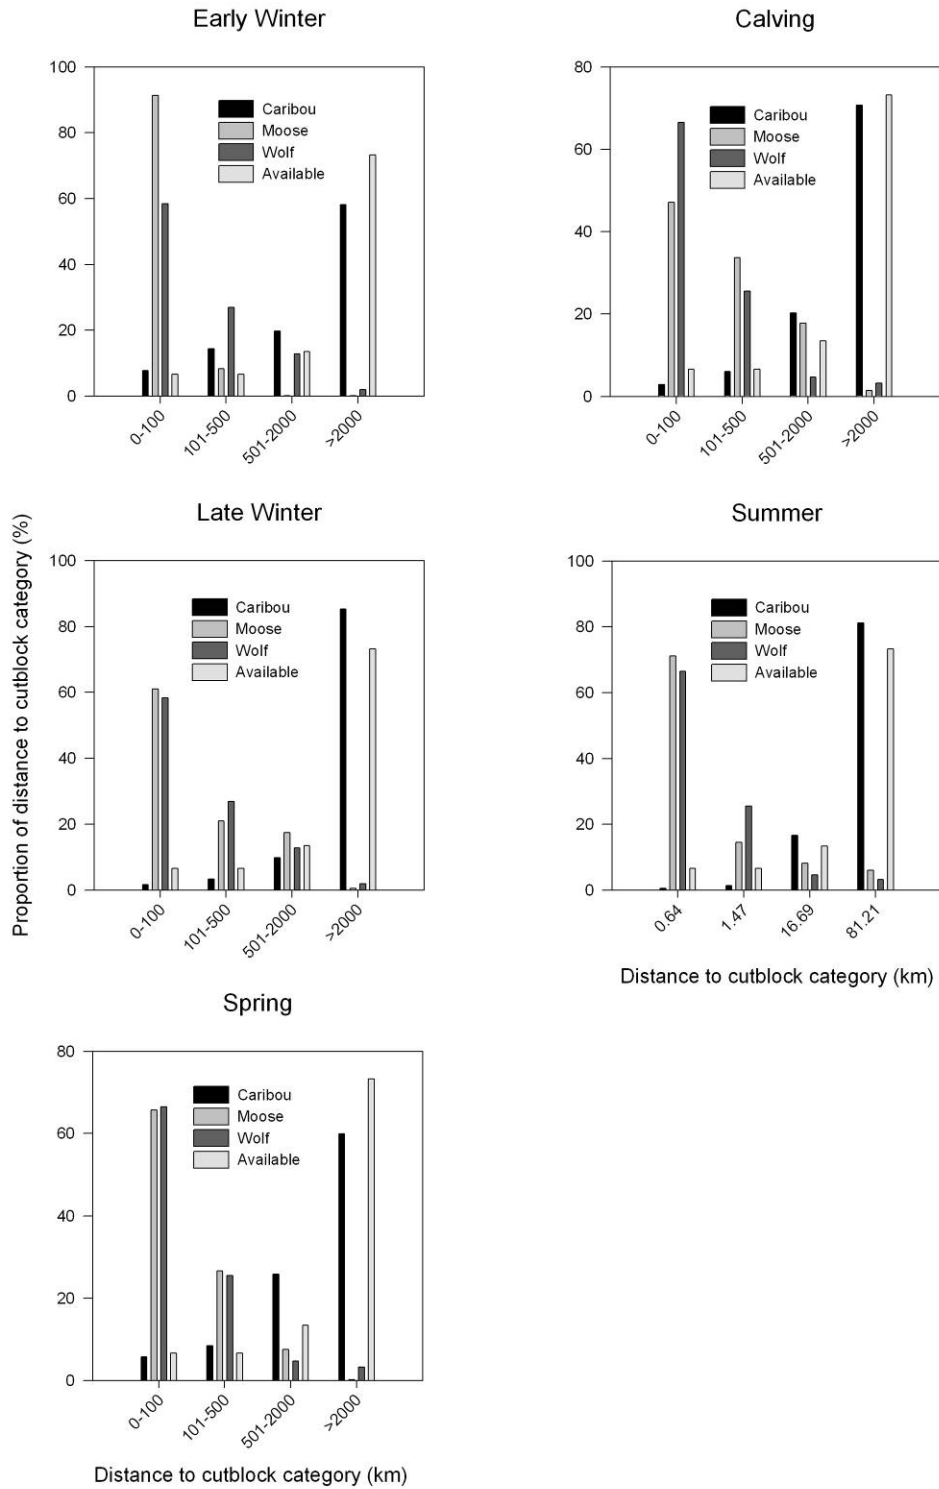 Early Winter
100
80
60
40
20
0
Caribou
Moose
Wolf
Available
0-100
101-500
501-2000
>2000
Calving
80
60
40
20
0
Caribou
Moose
Wolf
Available
0-100
101-500
501-2000
>2000
Proportion of distance to cutblock category (%)
Late Winter
100
80
60
40
20
0
Caribou
Moose
Wolf
Available
0-100
101-500
501-2000
>2000
Summer
100
80
60
40
20
0
Caribou
Moose
Wolf
Available
0.64
1.47
16.69
81.21
Distance to cutblock category (km)
Spring
80
60
40
20
0
Caribou
Moose
Wolf
Available
0-100
101-500
501-2000
>2000
Distance to cutblock category (km)